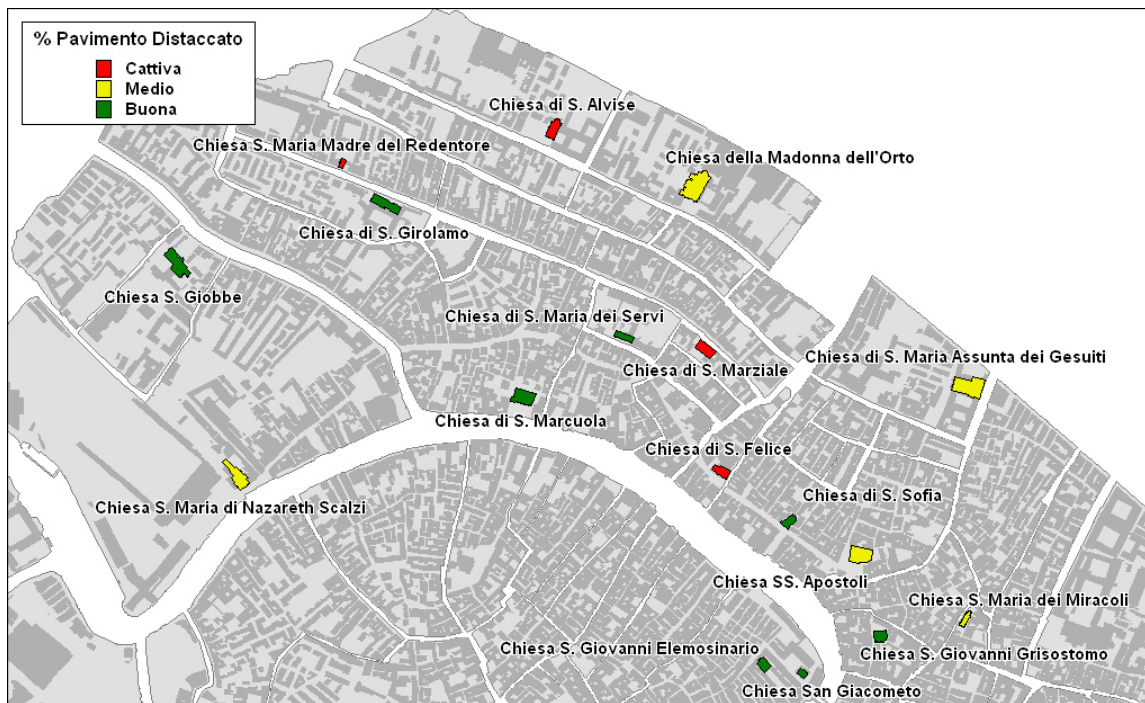 % Pavimento Distaccato
Cattiva
Medio
Buona
Chiesa di S. Alvise
Chiesa S. Maria Madre del Redentore
Chiesa della Madonna dell'Orto
Chiesa di S. Girolamo
Chiesa S. Giobbe
Chiesa di S. Maria dei Servi
Chiesa di S. Maria Assunta dei Gesuiti
Chiesa di S. Marziale
Chiesa di S. Marcuola
Chiesa di S. Felice
Chiesa di S. Sofia
Chiesa S. Maria di Nazareth Scalzi
Chiesa SS. Apostoli
Chiesa S. Maria dei Miracoli
Chiesa S. Giovanni Elemosinario
Chiesa S. Giovanni Grisostomo
Chiesa San Giacometo